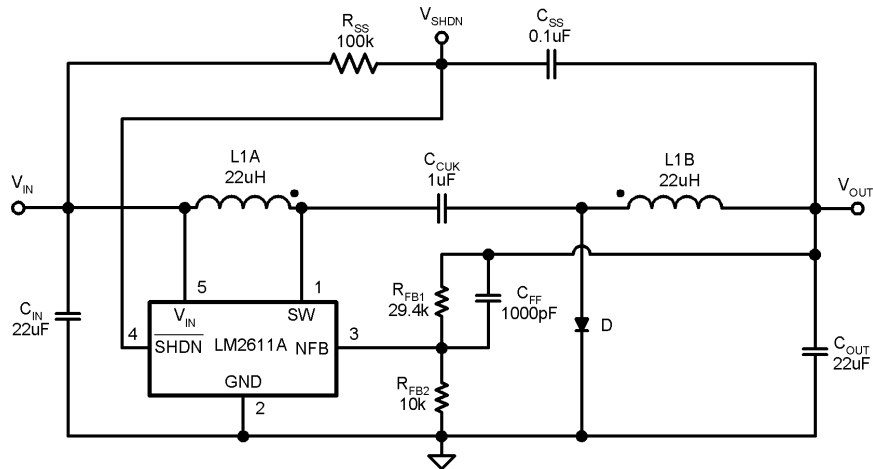 R_SS
100k
V_SHDN
C_SS
0.1uF
V_IN
L1A
22uH
C_CUK
1uF
L1B
22uH
V_OUT
5
1
C_IN
22uF
4
V_IN
SW
SHDN
LM2611A
NFB
3
GND
2
R_FB1
29.4k
C_FF
1000pF
D
R_FB2
10k
C_OUT
22uF